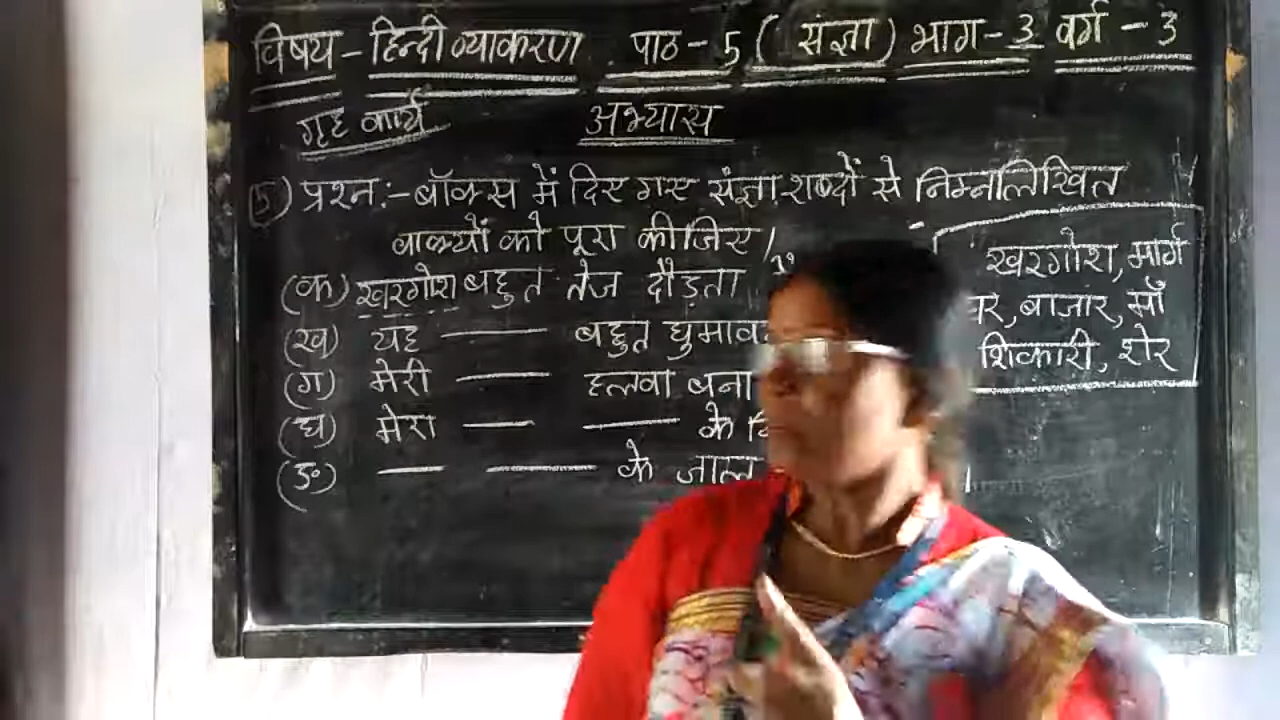 विषय - हिन्दी व्याकरण पाठ - 5 ( संज्ञा ) भाग - 3 वर्ग - 3
गृह कार्य अभ्यास
(5) प्रश्न:- बॉक्स में दिए गए संज्ञा शब्दों से निम्नलिखित
वाक्यों को पूरा कीजिए।
(क) खरगोश बहुत तेज दौड़ता
(ख) यह —— बहुत
(ग) मेरी —— हलवा बना
(घ) मेरा —— —— के
(ङ) —— —— के जाल
खरगोश, मार्ग
बाजार, माँ
शिकारी, शेर